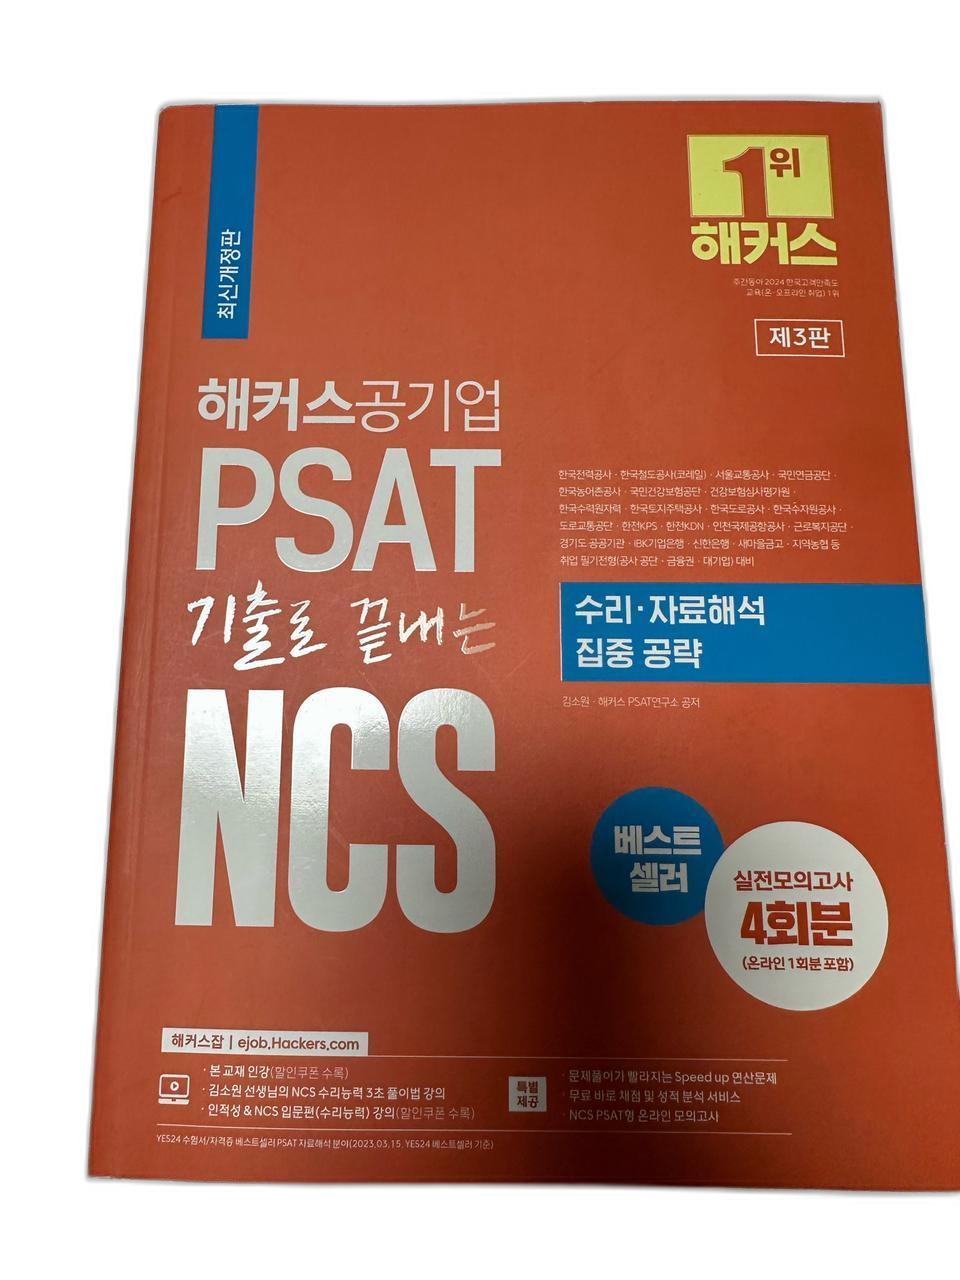 최신개정판
1위
해커스
주간동아 2024 한국고객만족도
교육(온·오프라인 취업) 1위
제3판
해커스공기업
PSAT
기출로 끝내는
NCS
한국전력공사 · 한국철도공사(코레일) · 서울교통공사 · 국민연금공단 ·
한국농어촌공사 · 국민건강보험공단 · 건강보험심사평가원 ·
한국수력원자력 · 한국토지주택공사 · 한국도로공사 · 한국수자원공사 ·
도로교통공단 · 한전KPS · 한전KDN · 인천국제공항공사 · 근로복지공단 ·
경기도 공공기관 · IBK기업은행 · 신한은행 · 새마을금고 · 지역농협 등
취업 필기전형(공사 공단 · 금융권 · 대기업) 대비
수리·자료해석
집중 공략
김소원 · 해커스 PSAT연구소 공저
베스트
셀러
실전모의고사
4회분
(온라인 1회분 포함)
해커스잡 | ejob.Hackers.com
· 본 교재 인강(할인쿠폰 수록)
· 김소원 선생님의 NCS 수리능력 3초 풀이법 강의
· 인적성 & NCS 입문편(수리능력) 강의(할인쿠폰 수록)
특별
제공
· 문제풀이가 빨라지는 Speed up 연산문제
· 무료 바로 채점 및 성적 분석 서비스
· NCS PSAT형 온라인 모의고사
YES24 수험서/자격증 베스트셀러 PSAT 자료해석 분야(2023.03.15. YES24 베스트셀러 기준)